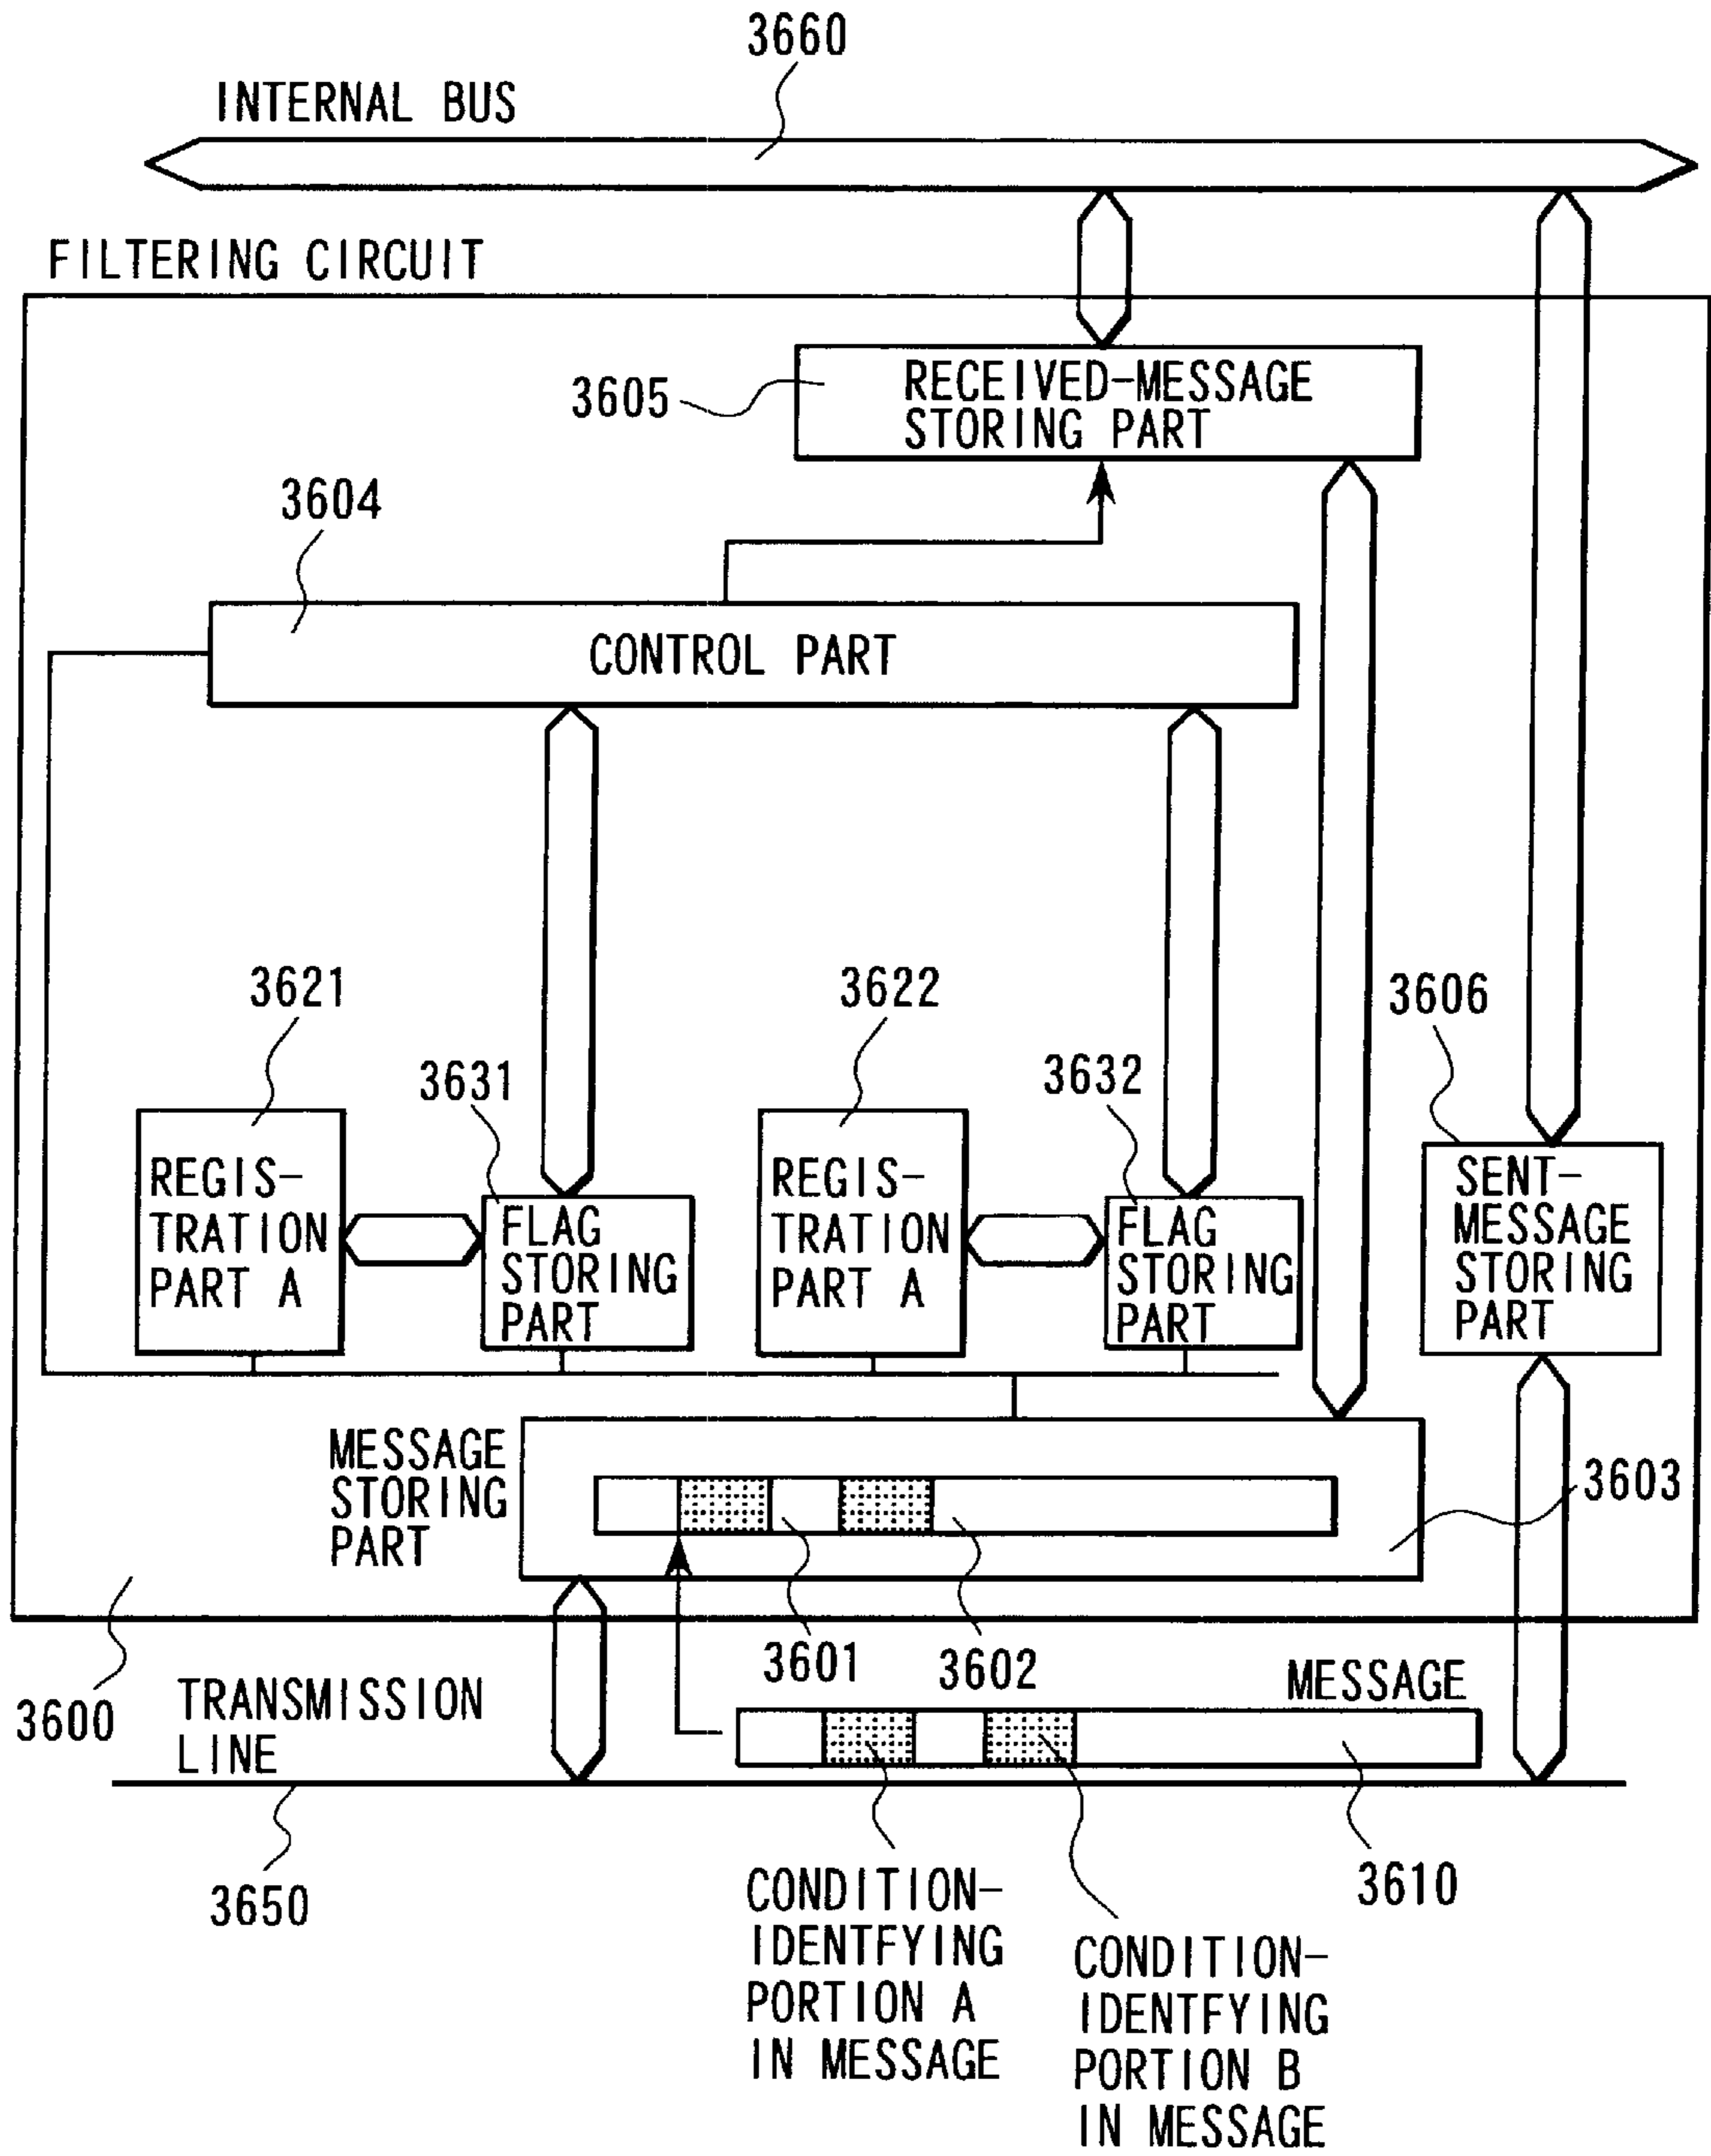 3660
INTERNAL BUS
FILTERING CIRCUIT
3605
RECEIVED-MESSAGE
STORING PART
3604
CONTROL PART
3621
3622
3606
3631
3632
REGIS-
TRATION
PART A
FLAG
STORING
PART
REGIS-
TRATION
PART A
FLAG
STORING
PART
SENT-
MESSAGE
STORING
PART
MESSAGE
STORING
PART
3603
3601
3602
MESSAGE
3600
TRANSMISSION
LINE
3650
3610
CONDITION-
IDENTFYING
PORTION A
IN MESSAGE
CONDITION-
IDENTFYING
PORTION B
IN MESSAGE